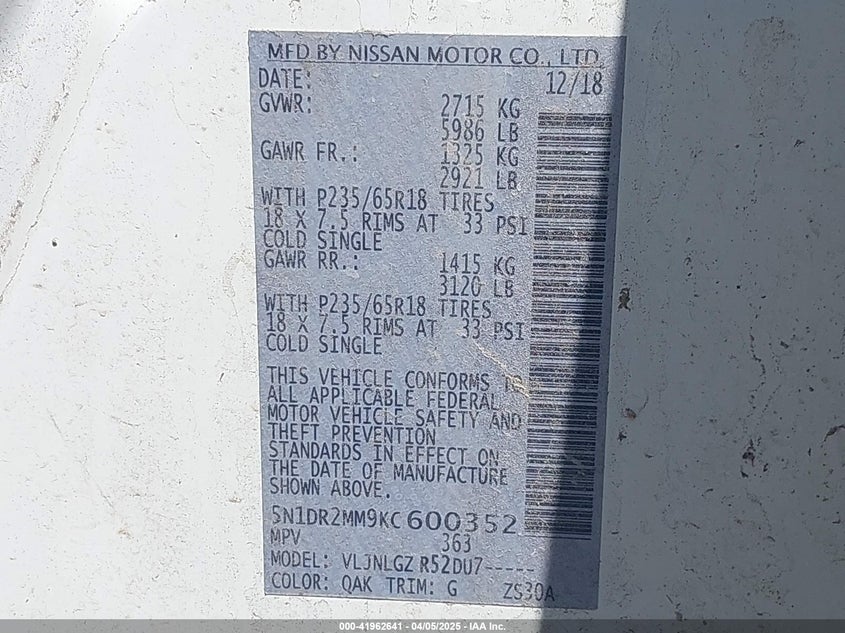 MFD BY NISSAN MOTOR CO., LTD.
DATE: 12/18
GVWR: 2715 KG
5986 LB
GAWR FR.: 1325 KG
2921 LB
WITH P235/65R18 TIRES
18 X 7.5 RIMS AT 33 PSI
COLD SINGLE
GAWR RR.: 1415 KG
3120 LB
WITH P235/65R18 TIRES
18 X 7.5 RIMS AT 33 PSI
COLD SINGLE
THIS VEHICLE CONFORMS TO
ALL APPLICABLE FEDERAL
MOTOR VEHICLE SAFETY AND
THEFT PREVENTION
STANDARDS IN EFFECT ON
THE DATE OF MANUFACTURE
SHOWN ABOVE.
5N1DR2MM9KC600352
MPV 363
MODEL: VLJNLGZ R52DU7-----
COLOR: QAK TRIM: G ZS30A
000-41962641 - 04/05/2025 - IAA Inc.